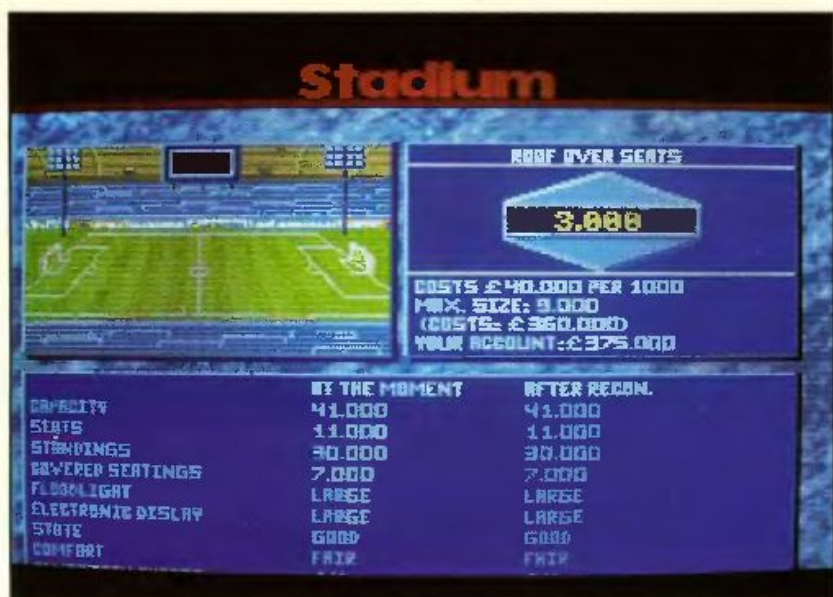 Stadium
ROOF OVER SEATS
3.000
COSTS £40.000 PER 1000
MAX. SIZE: 9.000
(COSTS: £360.000)
YOUR ACCOUNT:£375.000
AT THE MOMENT AFTER RECON.
CAPACITY 41.000 41.000
SEATS 11.000 11.000
STANDINGS 30.000 30.000
COVERED SEATINGS 7.000 7.000
FLOODLIGHT LARGE LARGE
ELECTRONIC DISLAY LARGE LARGE
STATE GOOD GOOD
COMFORT FAIR FAIR